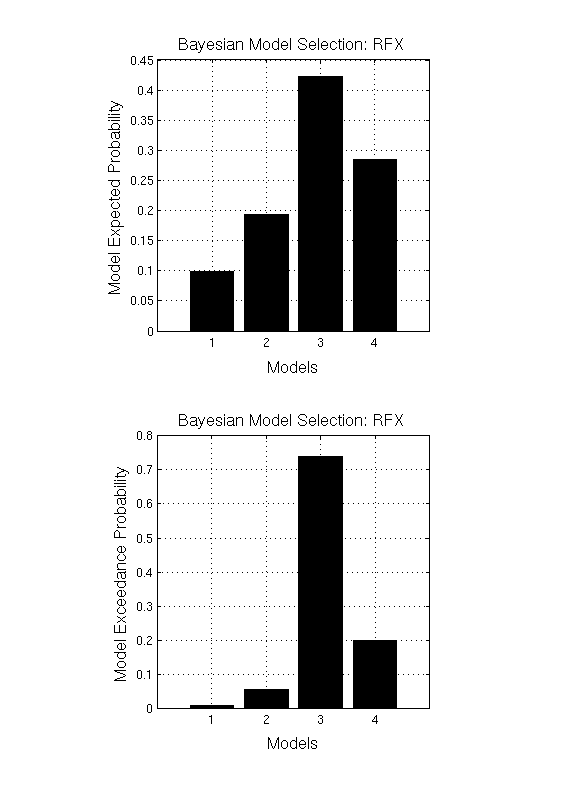 Bayesian Model Selection: RFX
Model Expected Probability
0.45
0.4
0.35
0.3
0.25
0.2
0.15
0.1
0.05
0
1 2 3 4
Models
Bayesian Model Selection: RFX
Model Exceedance Probability
0.8
0.7
0.6
0.5
0.4
0.3
0.2
0.1
0
1 2 3 4
Models